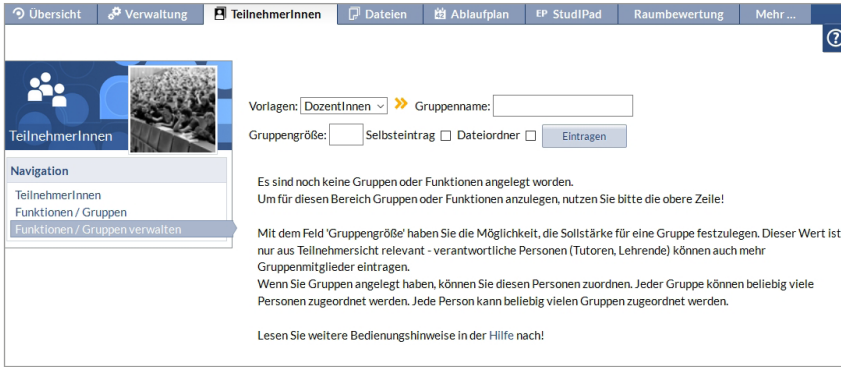 Übersicht Verwaltung TeilnehmerInnen Dateien Ablaufplan EP StudIPad Raumbewertung Mehr ...
?
TeilnehmerInnen
Navigation
TeilnehmerInnen
Funktionen / Gruppen
Funktionen / Gruppen verwalten
Vorlagen: DozentInnen Gruppenname:
Gruppengröße: Selbsteintrag Dateiordner Eintragen
Es sind noch keine Gruppen oder Funktionen angelegt worden.
Um für diesen Bereich Gruppen oder Funktionen anzulegen, nutzen Sie bitte die obere Zeile!
Mit dem Feld 'Gruppengröße' haben Sie die Möglichkeit, die Sollstärke für eine Gruppe festzulegen. Dieser Wert ist
nur aus Teilnehmersicht relevant - verantwortliche Personen (Tutoren, Lehrende) können auch mehr
Gruppenmitglieder eintragen.
Wenn Sie Gruppen angelegt haben, können Sie diesen Personen zuordnen. Jeder Gruppe können beliebig viele
Personen zugeordnet werden. Jede Person kann beliebig vielen Gruppen zugeordnet werden.
Lesen Sie weitere Bedienungshinweise in der Hilfe nach!